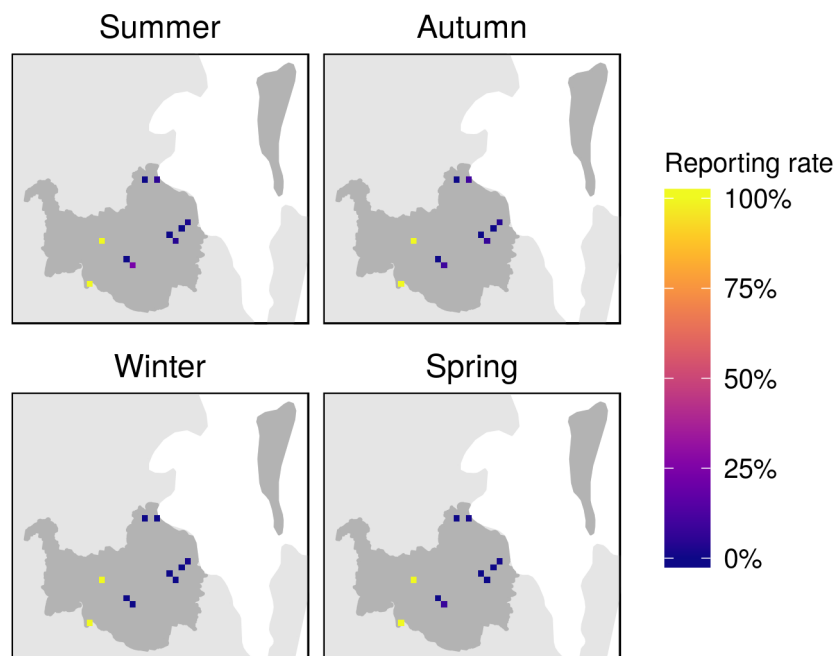 Summer
Autumn
Winter
Spring
Reporting rate
100%
75%
50%
25%
0%